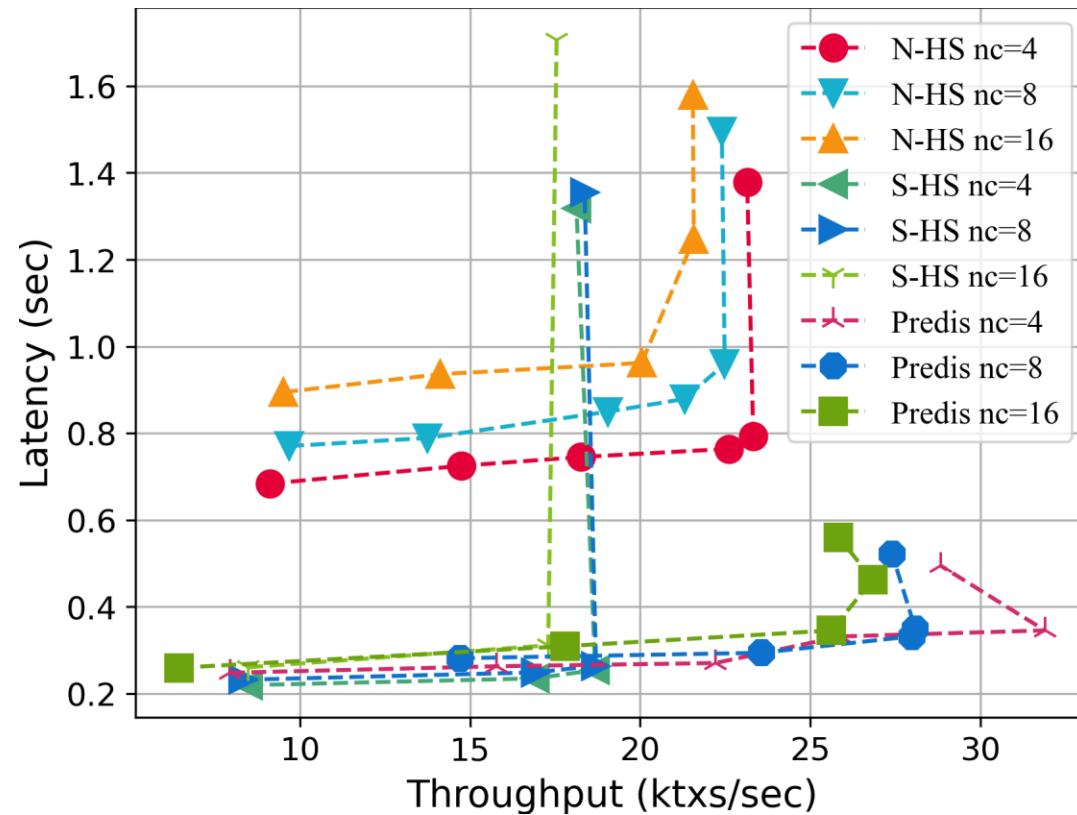 N-HS nc=4
N-HS nc=8
N-HS nc=16
S-HS nc=4
S-HS nc=8
S-HS nc=16
Predis nc=4
Predis nc=8
Predis nc=16
Latency (sec)
1.6
1.4
1.2
1.0
0.8
0.6
0.4
0.2
10 15 20 25 30
Throughput (ktxs/sec)